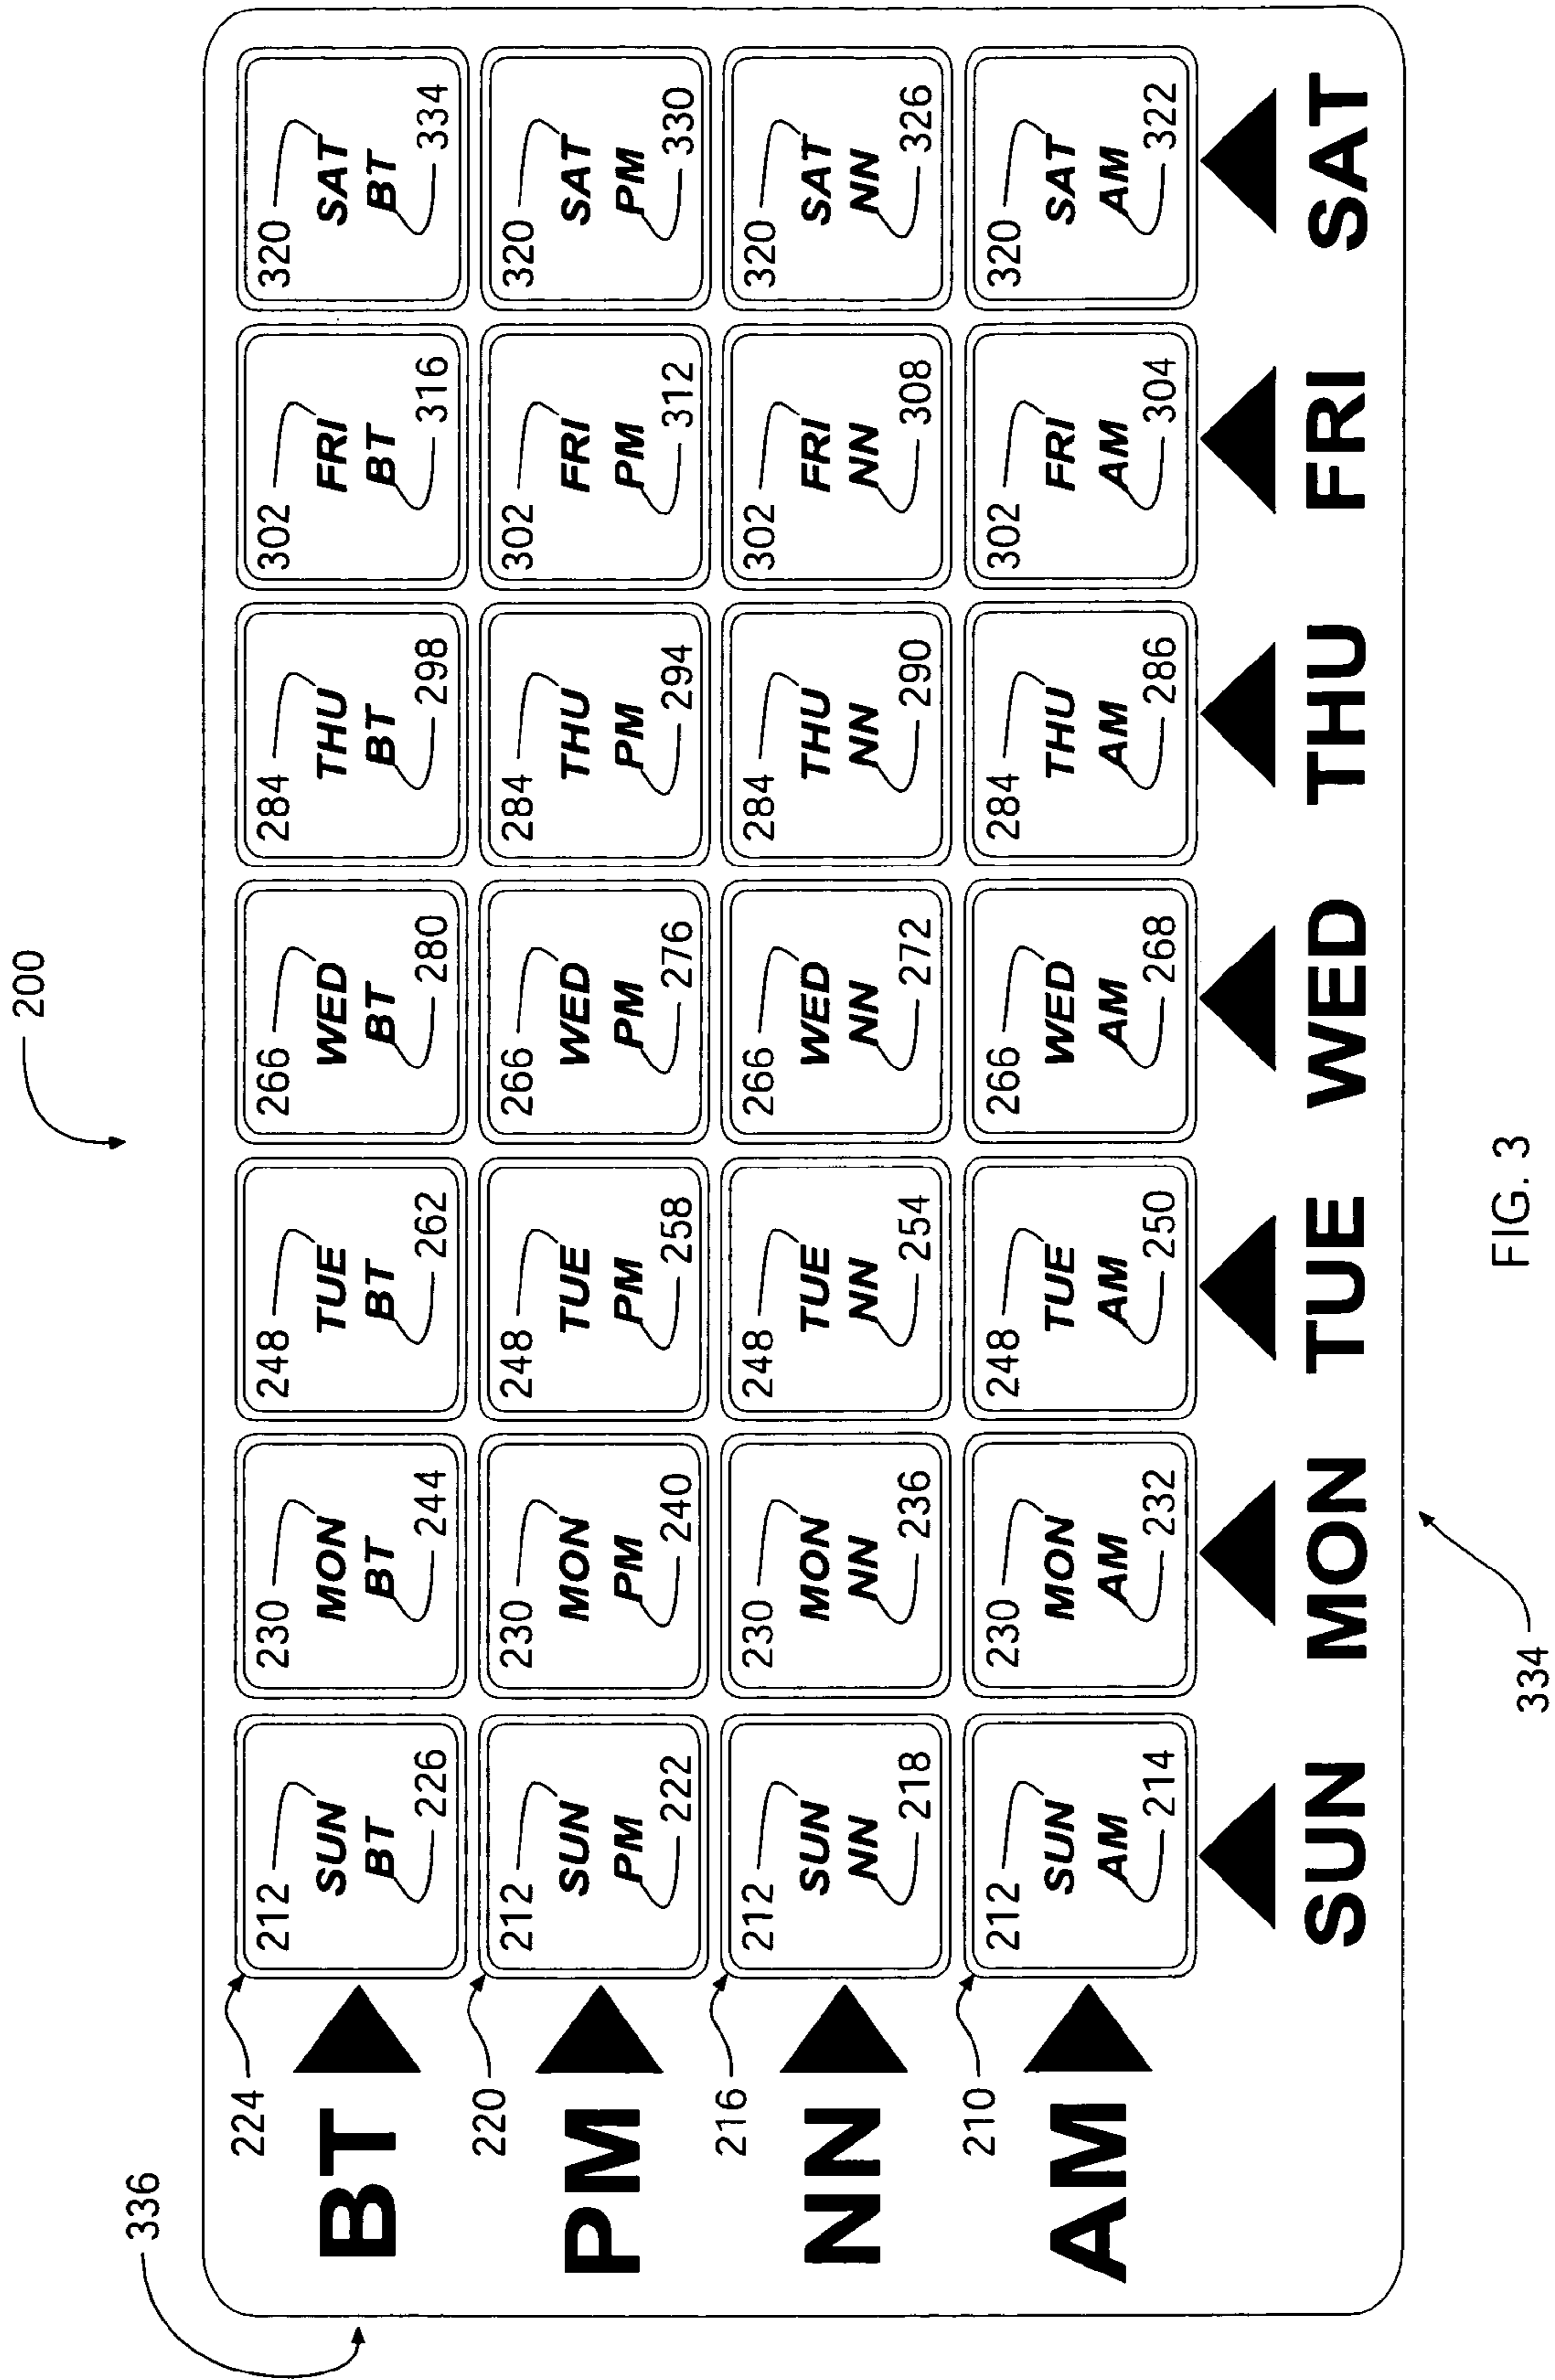 200
336
224
212 230 248 266 284 302 320
SUN MON TUE WED THU FRI SAT
BT
BT BT BT BT BT BT BT
226 244 262 280 298 316 334
220
212 230 248 266 284 302 320
SUN MON TUE WED THU FRI SAT
PM
PM PM PM PM PM PM PM
222 240 258 276 294 312 330
216
212 230 248 266 284 302 320
SUN MON TUE WED THU FRI SAT
NN
NN NN NN NN NN NN NN
218 236 254 272 290 308 326
210
212 230 248 266 284 302 320
SUN MON TUE WED THU FRI SAT
AM
AM AM AM AM AM AM AM
214 232 250 268 286 304 322
SUN MON TUE WED THU FRI SAT
334
FIG. 3